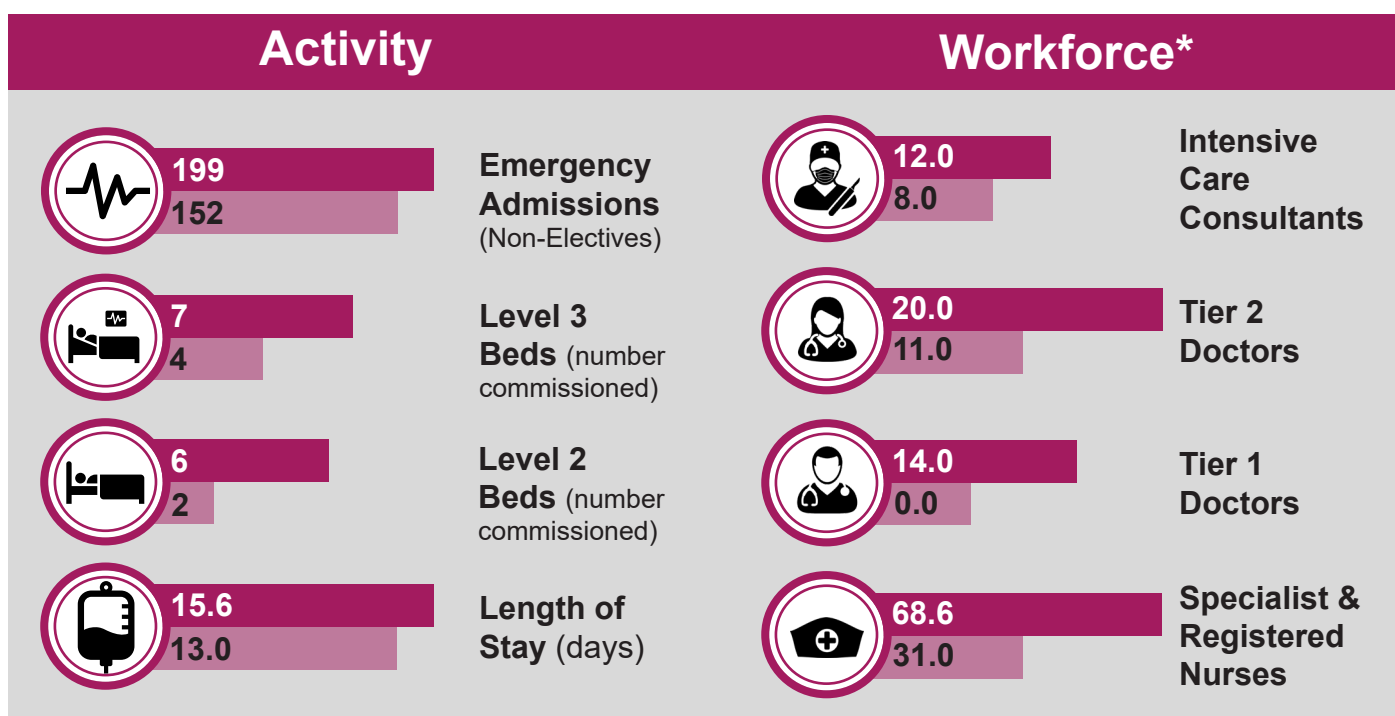 Activity
199
152
Emergency
Admissions
(Non-Electives)
7
4
Level 3
Beds (number
commissioned)
6
2
Level 2
Beds (number
commissioned)
15.6
13.0
Length of
Stay (days)
Workforce*
12.0
8.0
Intensive
Care
Consultants
20.0
11.0
Tier 2
Doctors
14.0
0.0
Tier 1
Doctors
68.6
31.0
Specialist &
Registered
Nurses